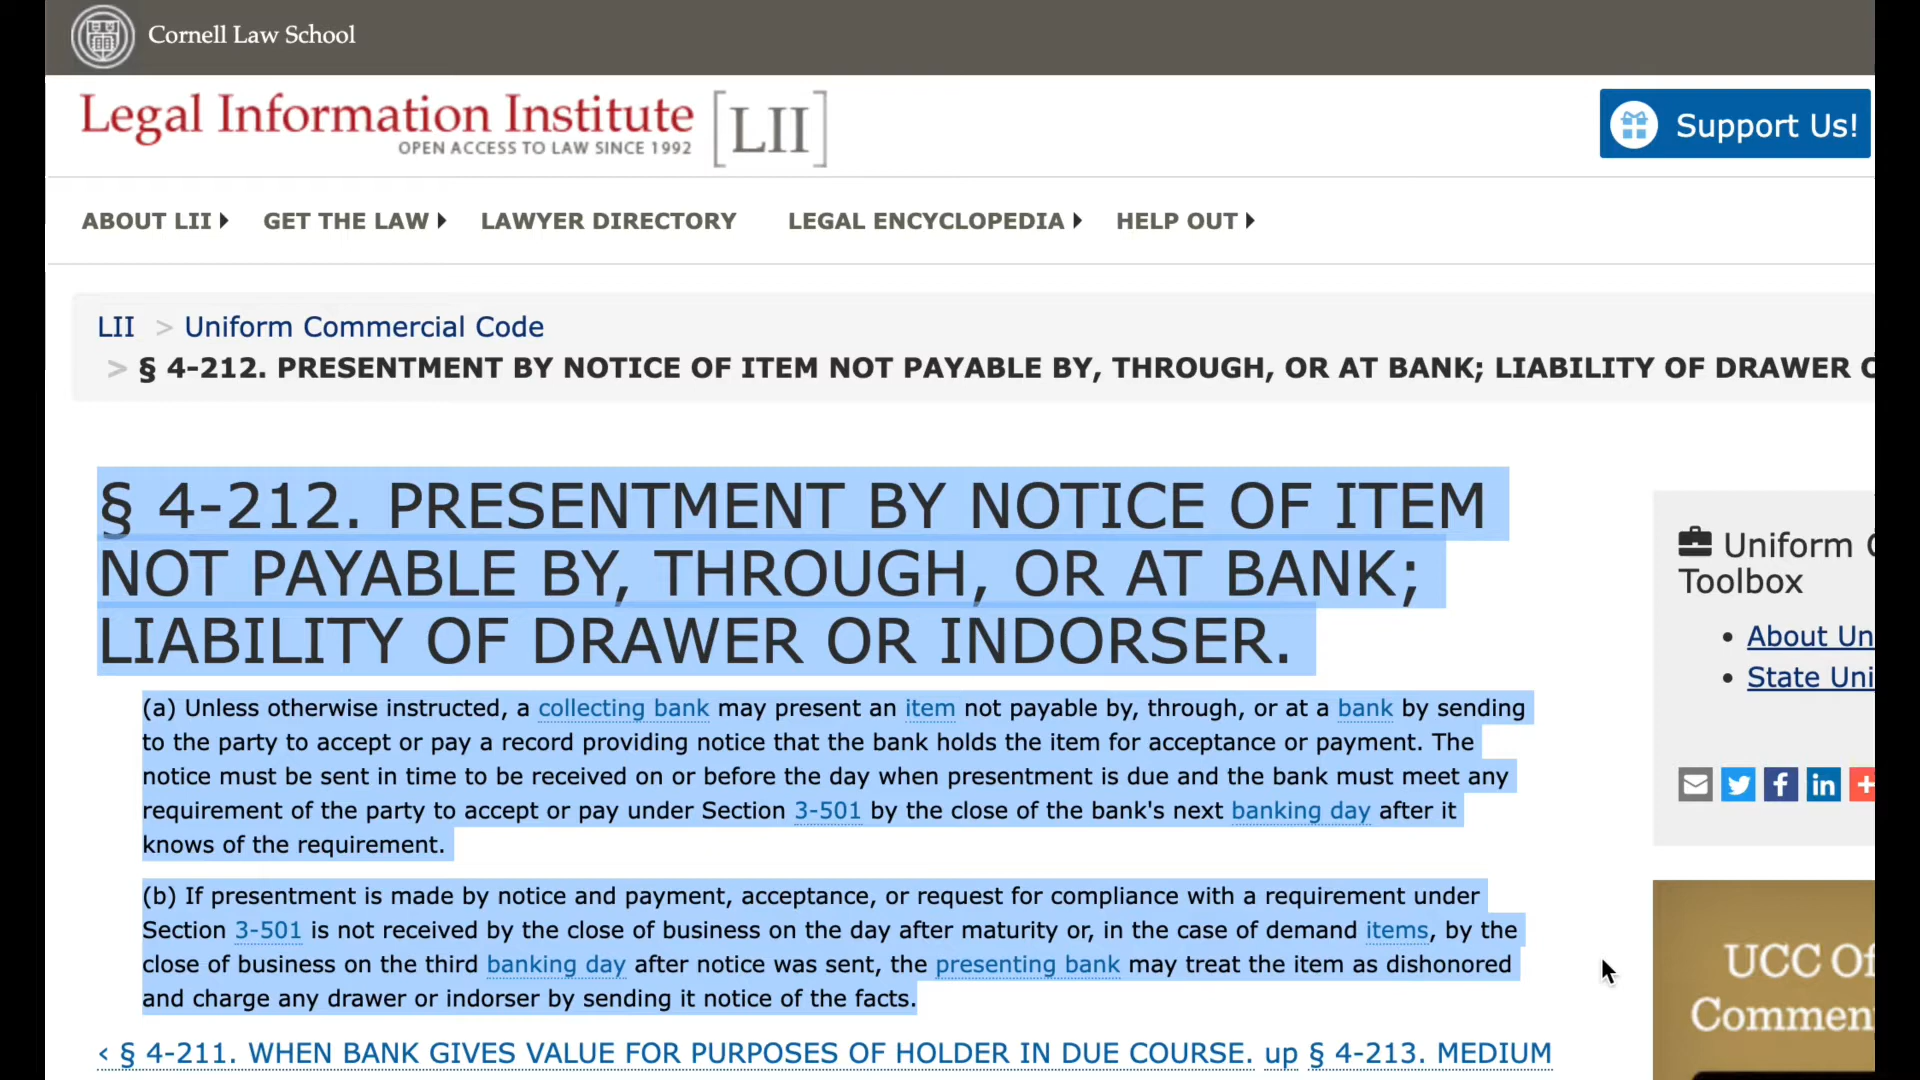 Cornell Law School
Legal Information Institute [LII]
OPEN ACCESS TO LAW SINCE 1992
Support Us!
ABOUT LII GET THE LAW LAWYER DIRECTORY LEGAL ENCYCLOPEDIA HELP OUT
LII > Uniform Commercial Code
> § 4-212. PRESENTMENT BY NOTICE OF ITEM NOT PAYABLE BY, THROUGH, OR AT BANK; LIABILITY OF DRAWER
§ 4-212. PRESENTMENT BY NOTICE OF ITEM
NOT PAYABLE BY, THROUGH, OR AT BANK;
LIABILITY OF DRAWER OR INDORSER.
(a) Unless otherwise instructed, a collecting bank may present an item not payable by, through, or at a bank by sending
to the party to accept or pay a record providing notice that the bank holds the item for acceptance or payment. The
notice must be sent in time to be received on or before the day when presentment is due and the bank must meet any
requirement of the party to accept or pay under Section 3-501 by the close of the bank's next banking day after it
knows of the requirement.
(b) If presentment is made by notice and payment, acceptance, or request for compliance with a requirement under
Section 3-501 is not received by the close of business on the day after maturity or, in the case of demand items, by the
close of business on the third banking day after notice was sent, the presenting bank may treat the item as dishonored
and charge any drawer or indorser by sending it notice of the facts.
‹ § 4-211. WHEN BANK GIVES VALUE FOR PURPOSES OF HOLDER IN DUE COURSE. up § 4-213. MEDIUM
Uniform
Toolbox
• About Un
• State Uni
UCC Of
Commen